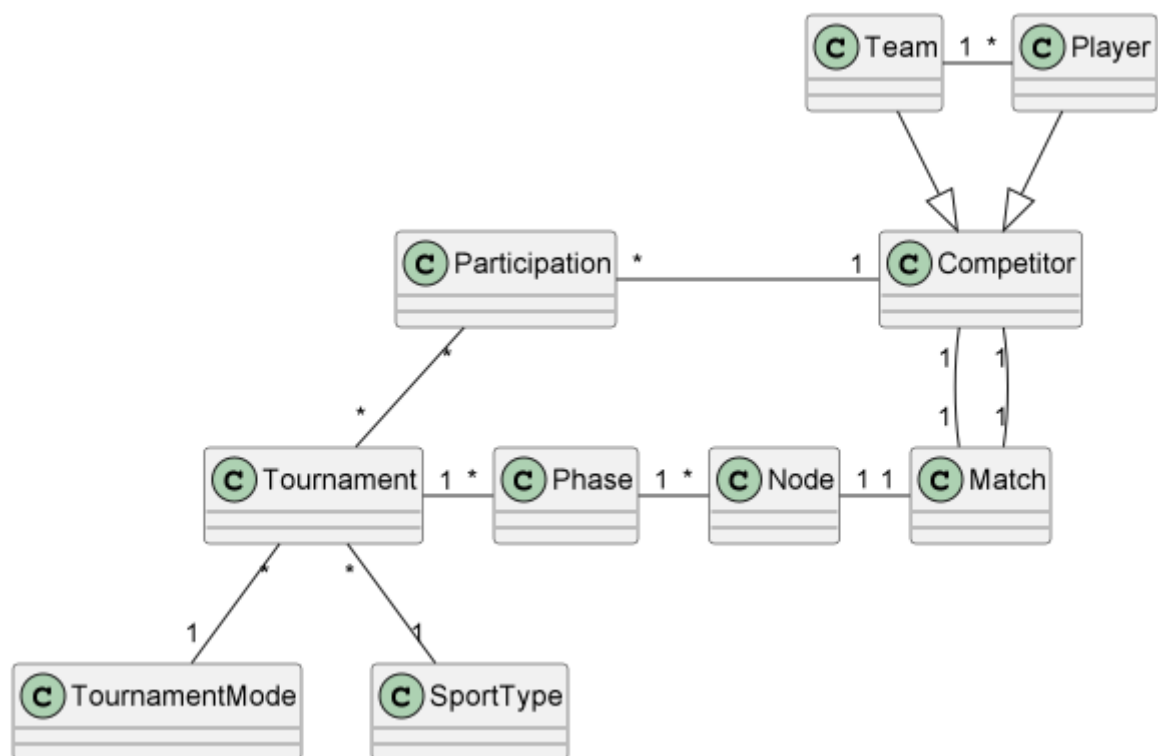 C Team 1 * C Player
C Participation * 1 C Competitor
* 1 1
* 1 1
C Tournament 1 * C Phase 1 * C Node 1 1 C Match
* *
1 1
C TournamentMode C SportType